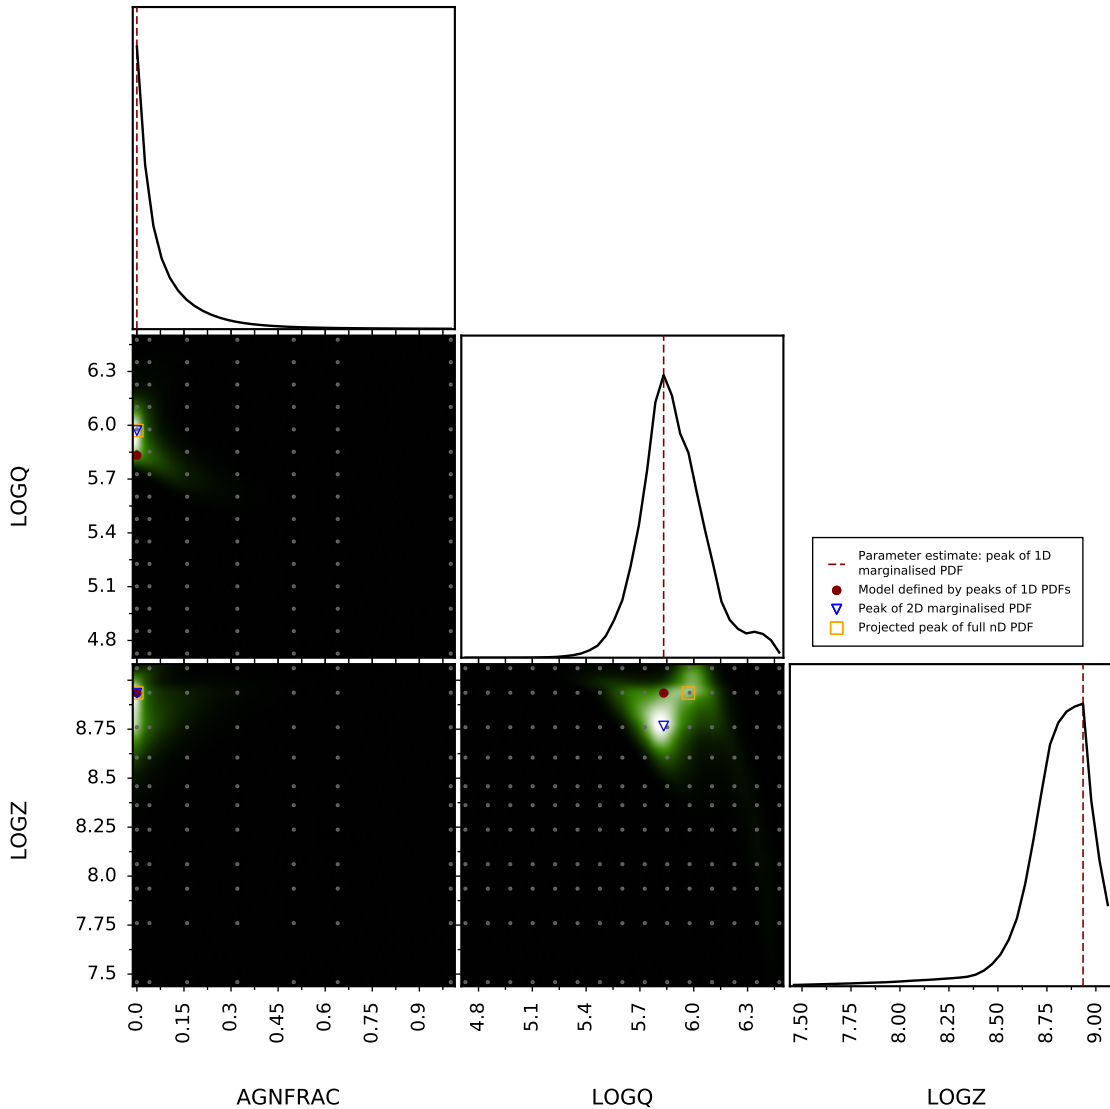 6.3
6.0
5.7
5.4
5.1
4.8
LOGQ
Parameter estimate: peak of 1D
marginalised PDF
Model defined by peaks of 1D PDFs
Peak of 2D marginalised PDF
Projected peak of full nD PDF
8.75
8.5
8.25
8.0
7.75
7.5
LOGZ
0.0 0.15 0.3 0.45 0.6 0.75 0.9
4.8 5.1 5.4 5.7 6.0 6.3
7.50 7.75 8.00 8.25 8.50 8.75 9.00
AGNFRAC LOGQ LOGZ